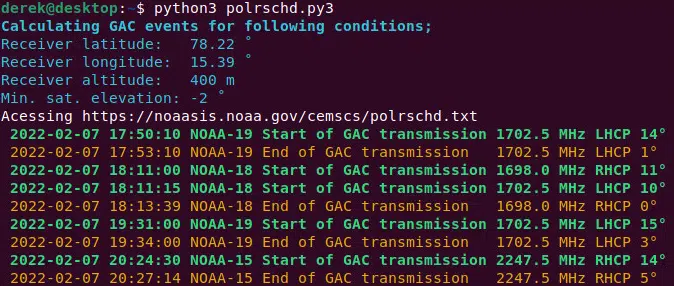 derek@desktop:~$ python3 polrschd.py3
Calculating GAC events for following conditions;
Receiver latitude: 78.22 °
Receiver longitude: 15.39 °
Receiver altitude: 400 m
Min. sat. elevation: -2 °
Acessing https://noaasis.noaa.gov/cemscs/polrschd.txt
2022-02-07 17:50:10 NOAA-19 Start of GAC transmission 1702.5 MHz LHCP 14°
2022-02-07 17:53:10 NOAA-19 End of GAC transmission 1702.5 MHz LHCP 1°
2022-02-07 18:11:00 NOAA-18 Start of GAC transmission 1698.0 MHz RHCP 11°
2022-02-07 18:11:15 NOAA-18 Start of GAC transmission 1702.5 MHz LHCP 10°
2022-02-07 18:13:39 NOAA-18 End of GAC transmission 1698.0 MHz RHCP 0°
2022-02-07 19:31:00 NOAA-19 Start of GAC transmission 1702.5 MHz LHCP 15°
2022-02-07 19:34:00 NOAA-19 End of GAC transmission 1702.5 MHz LHCP 3°
2022-02-07 20:24:30 NOAA-15 Start of GAC transmission 2247.5 MHz RHCP 14°
2022-02-07 20:27:14 NOAA-15 End of GAC transmission 2247.5 MHz RHCP 5°